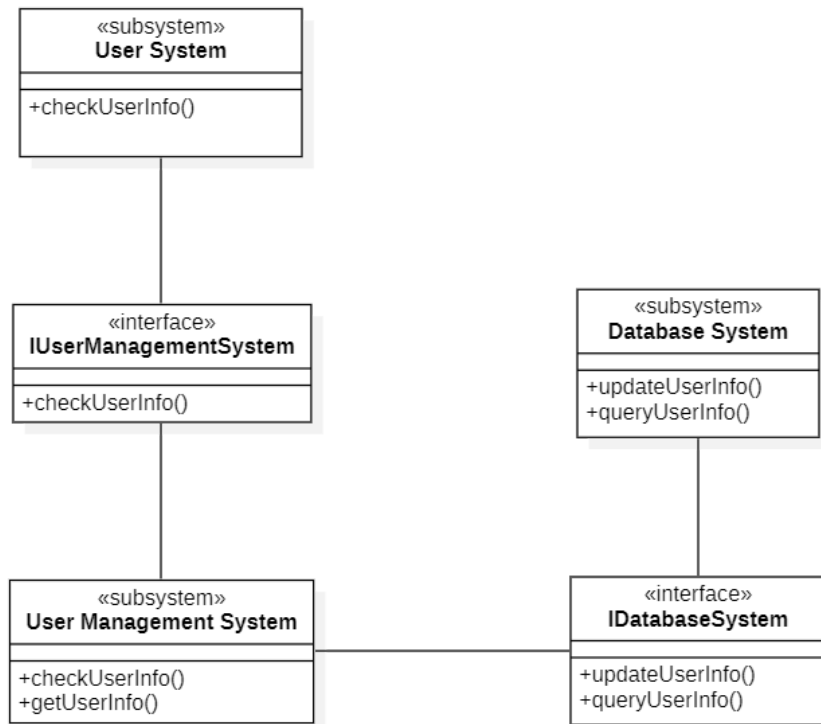 «subsystem»
User System
+checkUserInfo()
«interface»
IUserManagementSystem
+checkUserInfo()
«subsystem»
Database System
+updateUserInfo()
+queryUserInfo()
«subsystem»
User Management System
+checkUserInfo()
+getUserInfo()
«interface»
IDatabaseSystem
+updateUserInfo()
+queryUserInfo()